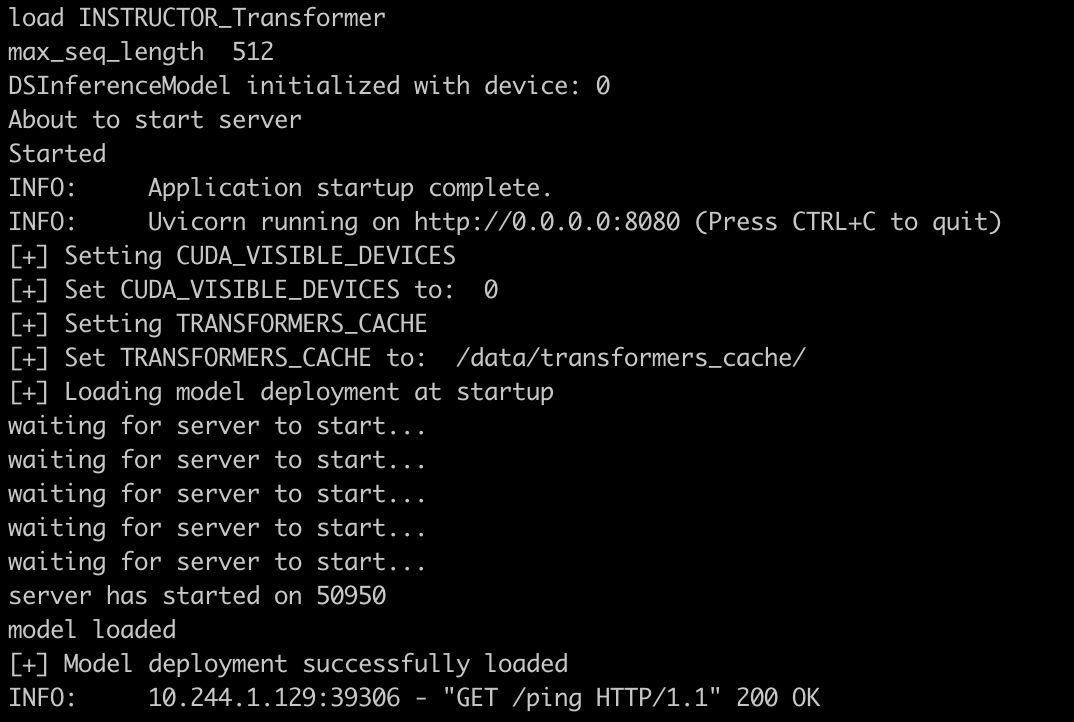 load INSTRUCTOR_Transformer
max_seq_length  512
DSInferenceModel initialized with device: 0
About to start server
Started
INFO:     Application startup complete.
INFO:     Uvicorn running on http://0.0.0.0:8080 (Press CTRL+C to quit)
[+] Setting CUDA_VISIBLE_DEVICES
[+] Set CUDA_VISIBLE_DEVICES to:  0
[+] Setting TRANSFORMERS_CACHE
[+] Set TRANSFORMERS_CACHE to:  /data/transformers_cache/
[+] Loading model deployment at startup
waiting for server to start...
waiting for server to start...
waiting for server to start...
waiting for server to start...
waiting for server to start...
server has started on 50950
model loaded
[+] Model deployment successfully loaded
INFO:     10.244.1.129:39306 - "GET /ping HTTP/1.1" 200 OK